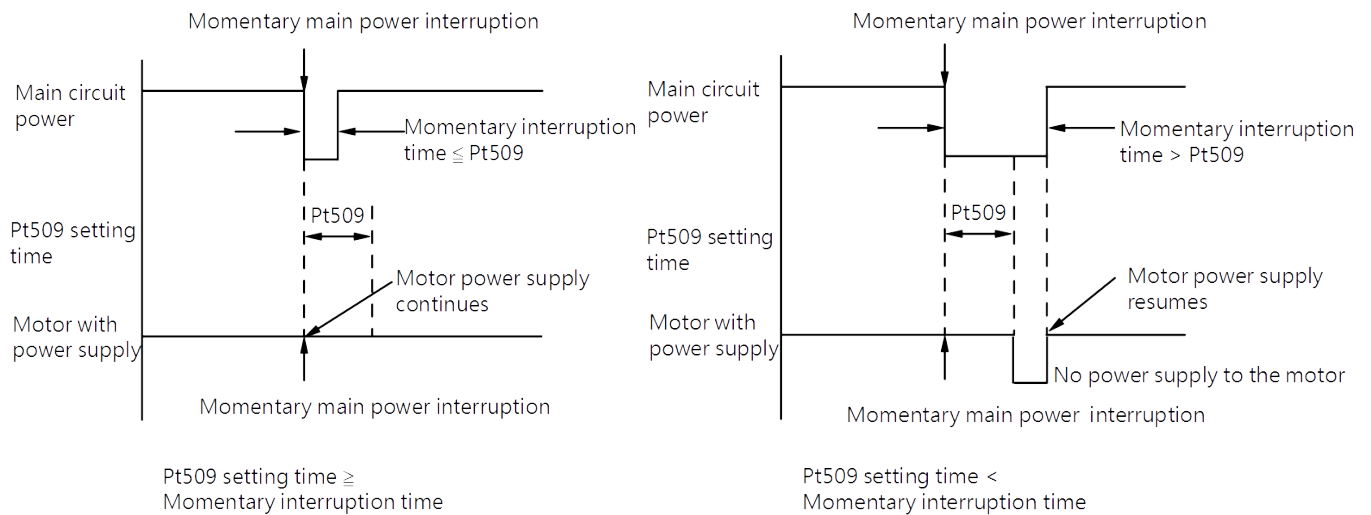 Momentary main power interruption
Main circuit
power
Momentary interruption
time ≦ Pt509
Pt509
Pt509 setting
time
Motor power supply
continues
Motor with
power supply
Momentary main power interruption
Pt509 setting time ≧
Momentary interruption time
Momentary main power interruption
Main circuit
power
Momentary interruption
time > Pt509
Pt509
Pt509 setting
time
Motor power supply
resumes
Motor with
power supply
No power supply to the motor
Momentary main power interruption
Pt509 setting time <
Momentary interruption time